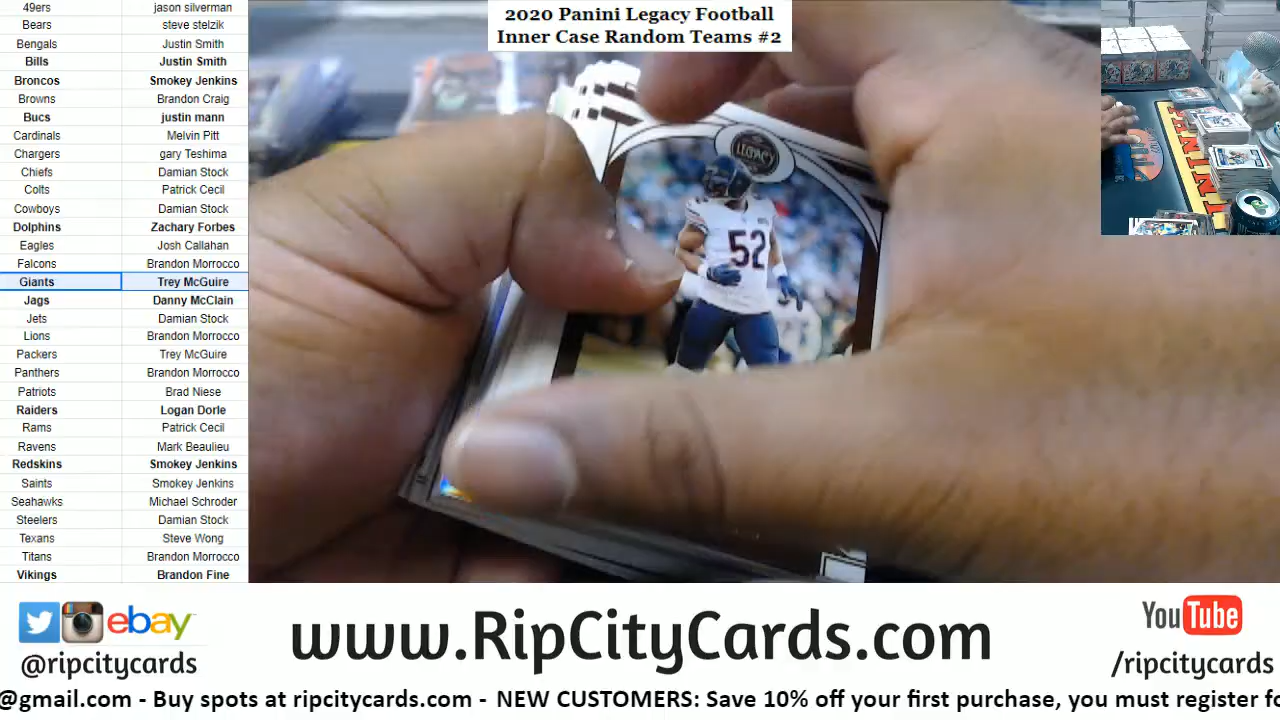 2020 Panini Legacy Football
Inner Case Random Teams #2
49ers jason silverman
Bears steve stelzik
Bengals Justin Smith
Bills Justin Smith
Broncos Smokey Jenkins
Browns Brandon Craig
Bucs justin mann
Cardinals Melvin Pitt
Chargers gary Teshima
Chiefs Damian Stock
Colts Patrick Cecil
Cowboys Damian Stock
Dolphins Zachary Forbes
Eagles Josh Callahan
Falcons Brandon Morrocco
Giants Trey McGuire
Jags Danny McClain
Jets Damian Stock
Lions Brandon Morrocco
Packers Trey McGuire
Panthers Brandon Morrocco
Patriots Brad Niese
Raiders Logan Dorle
Rams Patrick Cecil
Ravens Mark Beaulieu
Redskins Smokey Jenkins
Saints Smokey Jenkins
Seahawks Michael Schroder
Steelers Damian Stock
Texans Steve Wong
Titans Brandon Morrocco
Vikings Brandon Fine
LEGACY
52
PANINI
ebay
@ripcitycards
www.RipCityCards.com
YouTube
/ripcitycards
@gmail.com - Buy spots at ripcitycards.com - NEW CUSTOMERS: Save 10% off your first purchase, you must register fo